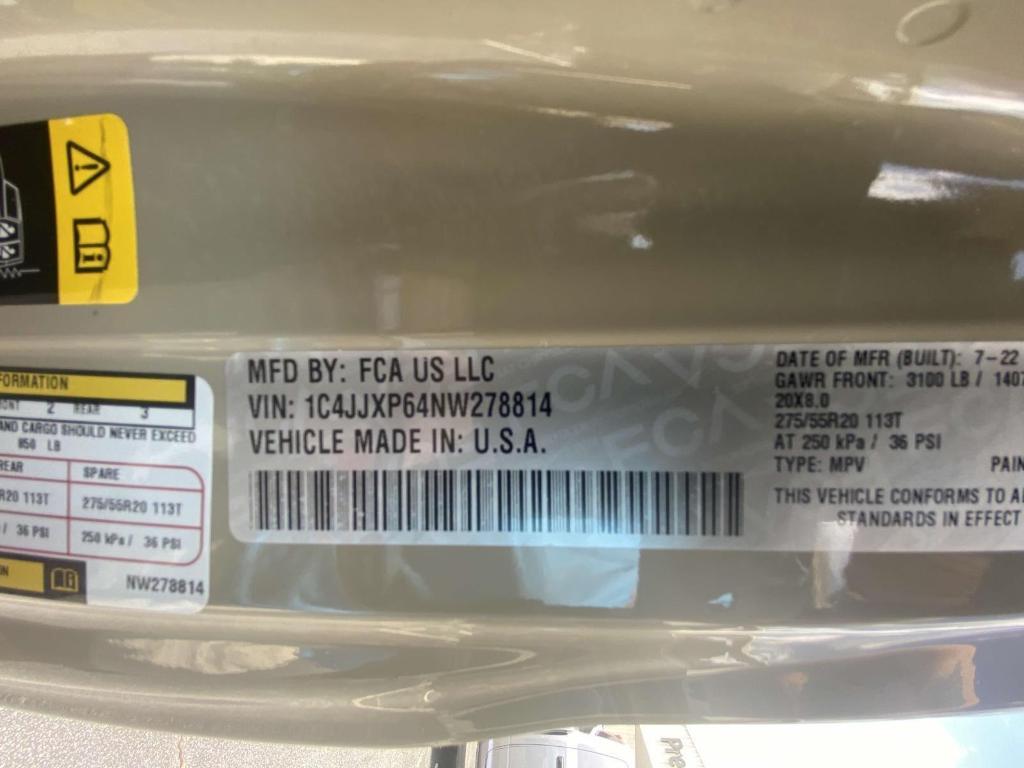 MFD BY: FCA US LLC
VIN: 1C4JJXP64NW278814
VEHICLE MADE IN: U.S.A.
DATE OF MFR (BUILT): 7-22
GAWR FRONT: 3100 LB / 1407
20X8.0
275/55R20 113T
AT 250 kPa / 36 PSI
TYPE: MPV
THIS VEHICLE CONFORMS TO
STANDARDS IN EFFECT
2 REAR 3
AND CARGO SHOULD NEVER EXCEED
850 LB
REAR SPARE
R20 113T 275/55R20 113T
/ 36 PSI 250 kPa / 36 PSI
NW278814